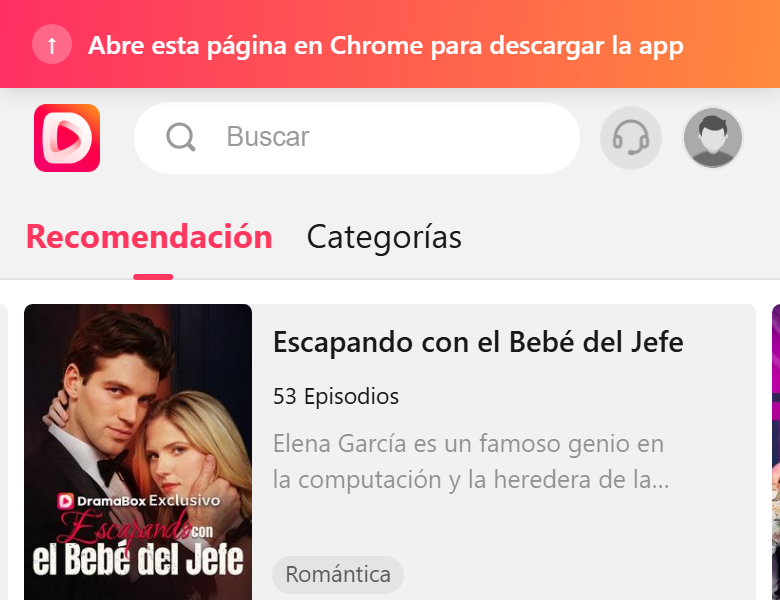 ↑ Abre esta página en Chrome para descargar la app
Buscar
Recomendación Categorías
Escapando con el Bebé del Jefe
53 Episodios
Elena García es un famoso genio en
la computación y la heredera de la...
Romántica
DramaBox Exclusivo
Escapando con
el Bebé del Jefe